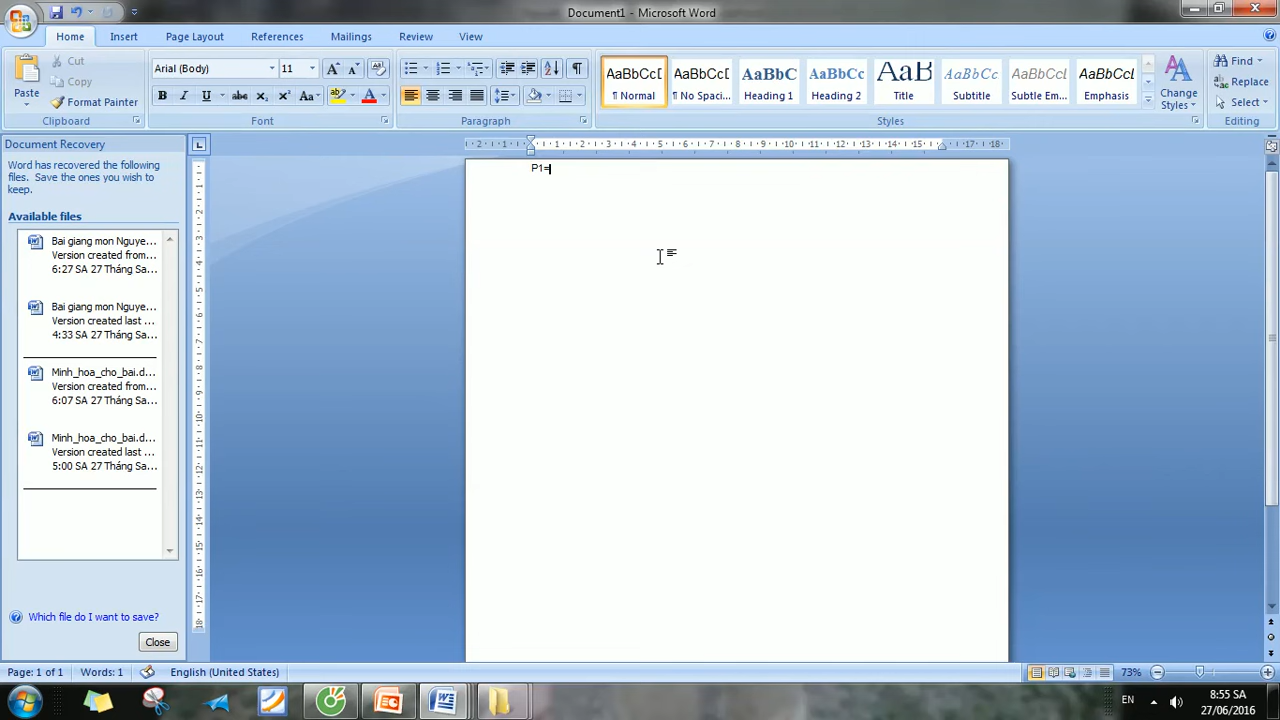 Document1 - Microsoft Word
Home Insert Page Layout References Mailings Review View
Paste
Cut
Copy
Format Painter
Clipboard
Arial (Body) 11
Font
Paragraph
AaBbCcD AaBbCcD AaBbC AaBbCc AaB AaBbCc AaBbCcI AaBbCcI
¶ Normal ¶ No Spaci... Heading 1 Heading 2 Title Subtitle Subtle Em... Emphasis
Styles
Change Styles
Find
Replace
Select
Editing
Document Recovery
Word has recovered the following
files. Save the ones you wish to
keep.
Available files
Bai giang mon Nguye...
Version created from...
6:27 SA 27 Tháng Sa...
Bai giang mon Nguye...
Version created last ...
4:33 SA 27 Tháng Sa...
Minh_hoa_cho_bai.d...
Version created from...
6:07 SA 27 Tháng Sa...
Minh_hoa_cho_bai.d...
Version created last ...
5:00 SA 27 Tháng Sa...
Which file do I want to save?
Close
P1=
Page: 1 of 1 Words: 1 English (United States) 73%
EN
8:55 SA
27/06/2016